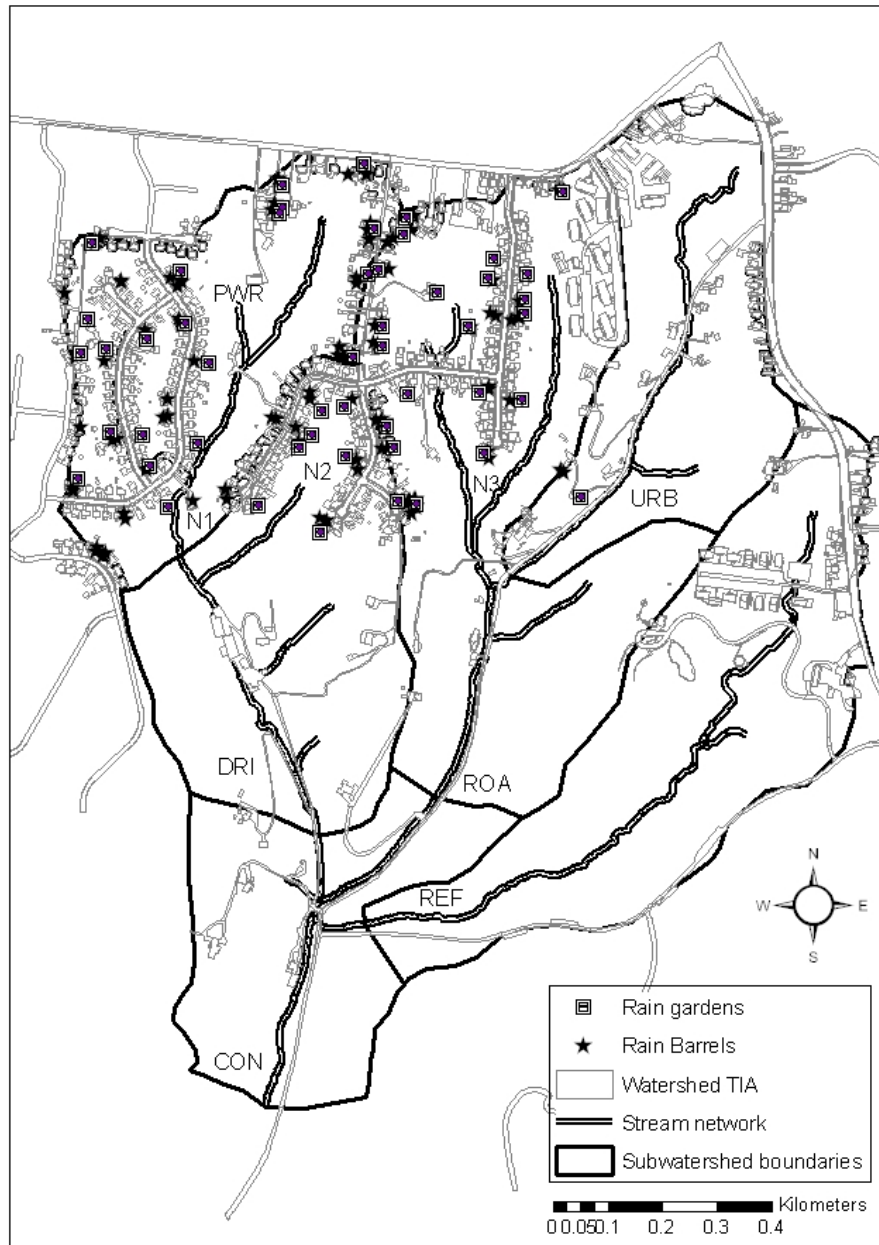 PWR
N2
N3
N1
URB
DRI
ROA
REF
CON
N
W E
S
Rain gardens
Rain Barrels
Watershed TIA
Stream network
Subwatershed boundaries
Kilometers
0 0.05 0.1 0.2 0.3 0.4